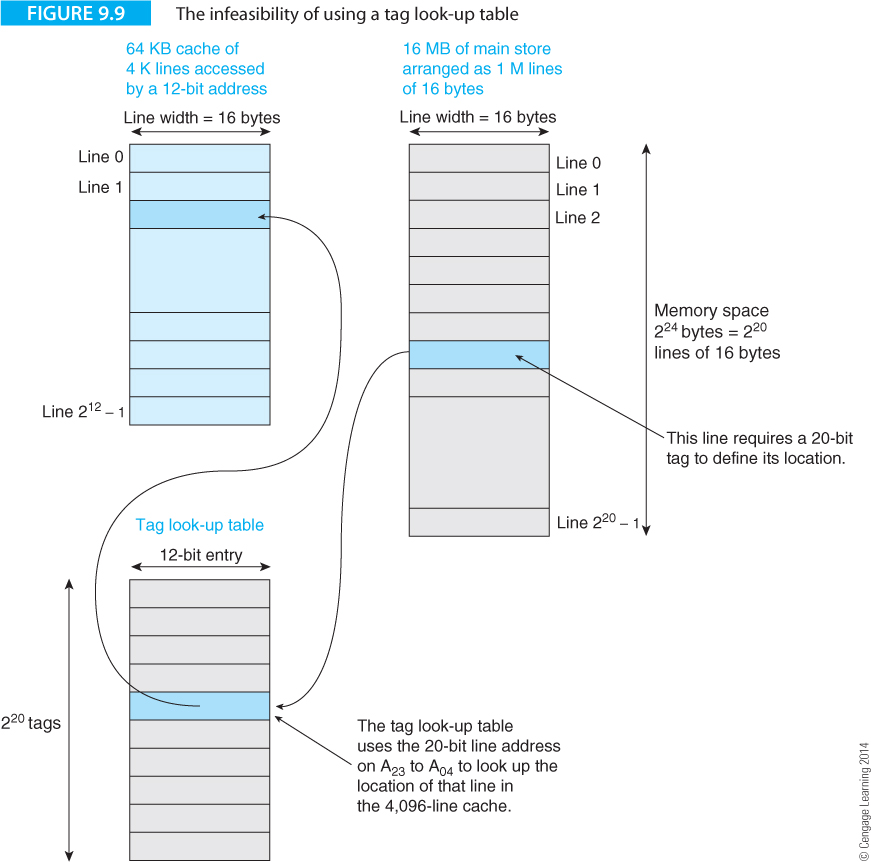 FIGURE 9.9 The infeasibility of using a tag look-up table
64 KB cache of
4 K lines accessed
by a 12-bit address
Line width = 16 bytes
Line 0
Line 1
Line 2¹² – 1
16 MB of main store
arranged as 1 M lines
of 16 bytes
Line width = 16 bytes
Line 0
Line 1
Line 2
Line 2²⁰ – 1
Memory space
2²⁴ bytes = 2²⁰
lines of 16 bytes
This line requires a 20-bit
tag to define its location.
Tag look-up table
12-bit entry
2²⁰ tags
The tag look-up table
uses the 20-bit line address
on A₂₃ to A₀₄ to look up the
location of that line in
the 4,096-line cache.
© Cengage Learning 2014